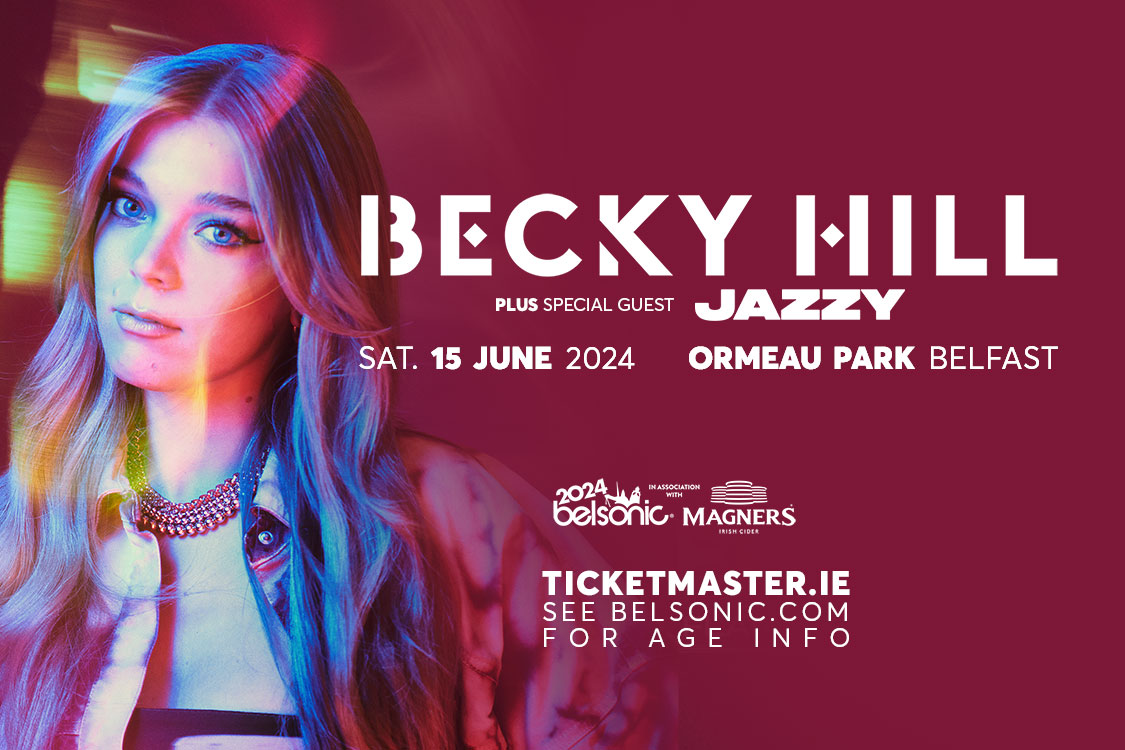 BECKY HILL
PLUS SPECIAL GUEST JAZZY
SAT. 15 JUNE 2024 ORMEAU PARK BELFAST
2024 belsonic® IN ASSOCIATION WITH MAGNERS IRISH CIDER
TICKETMASTER.IE
SEE BELSONIC.COM
FOR AGE INFO